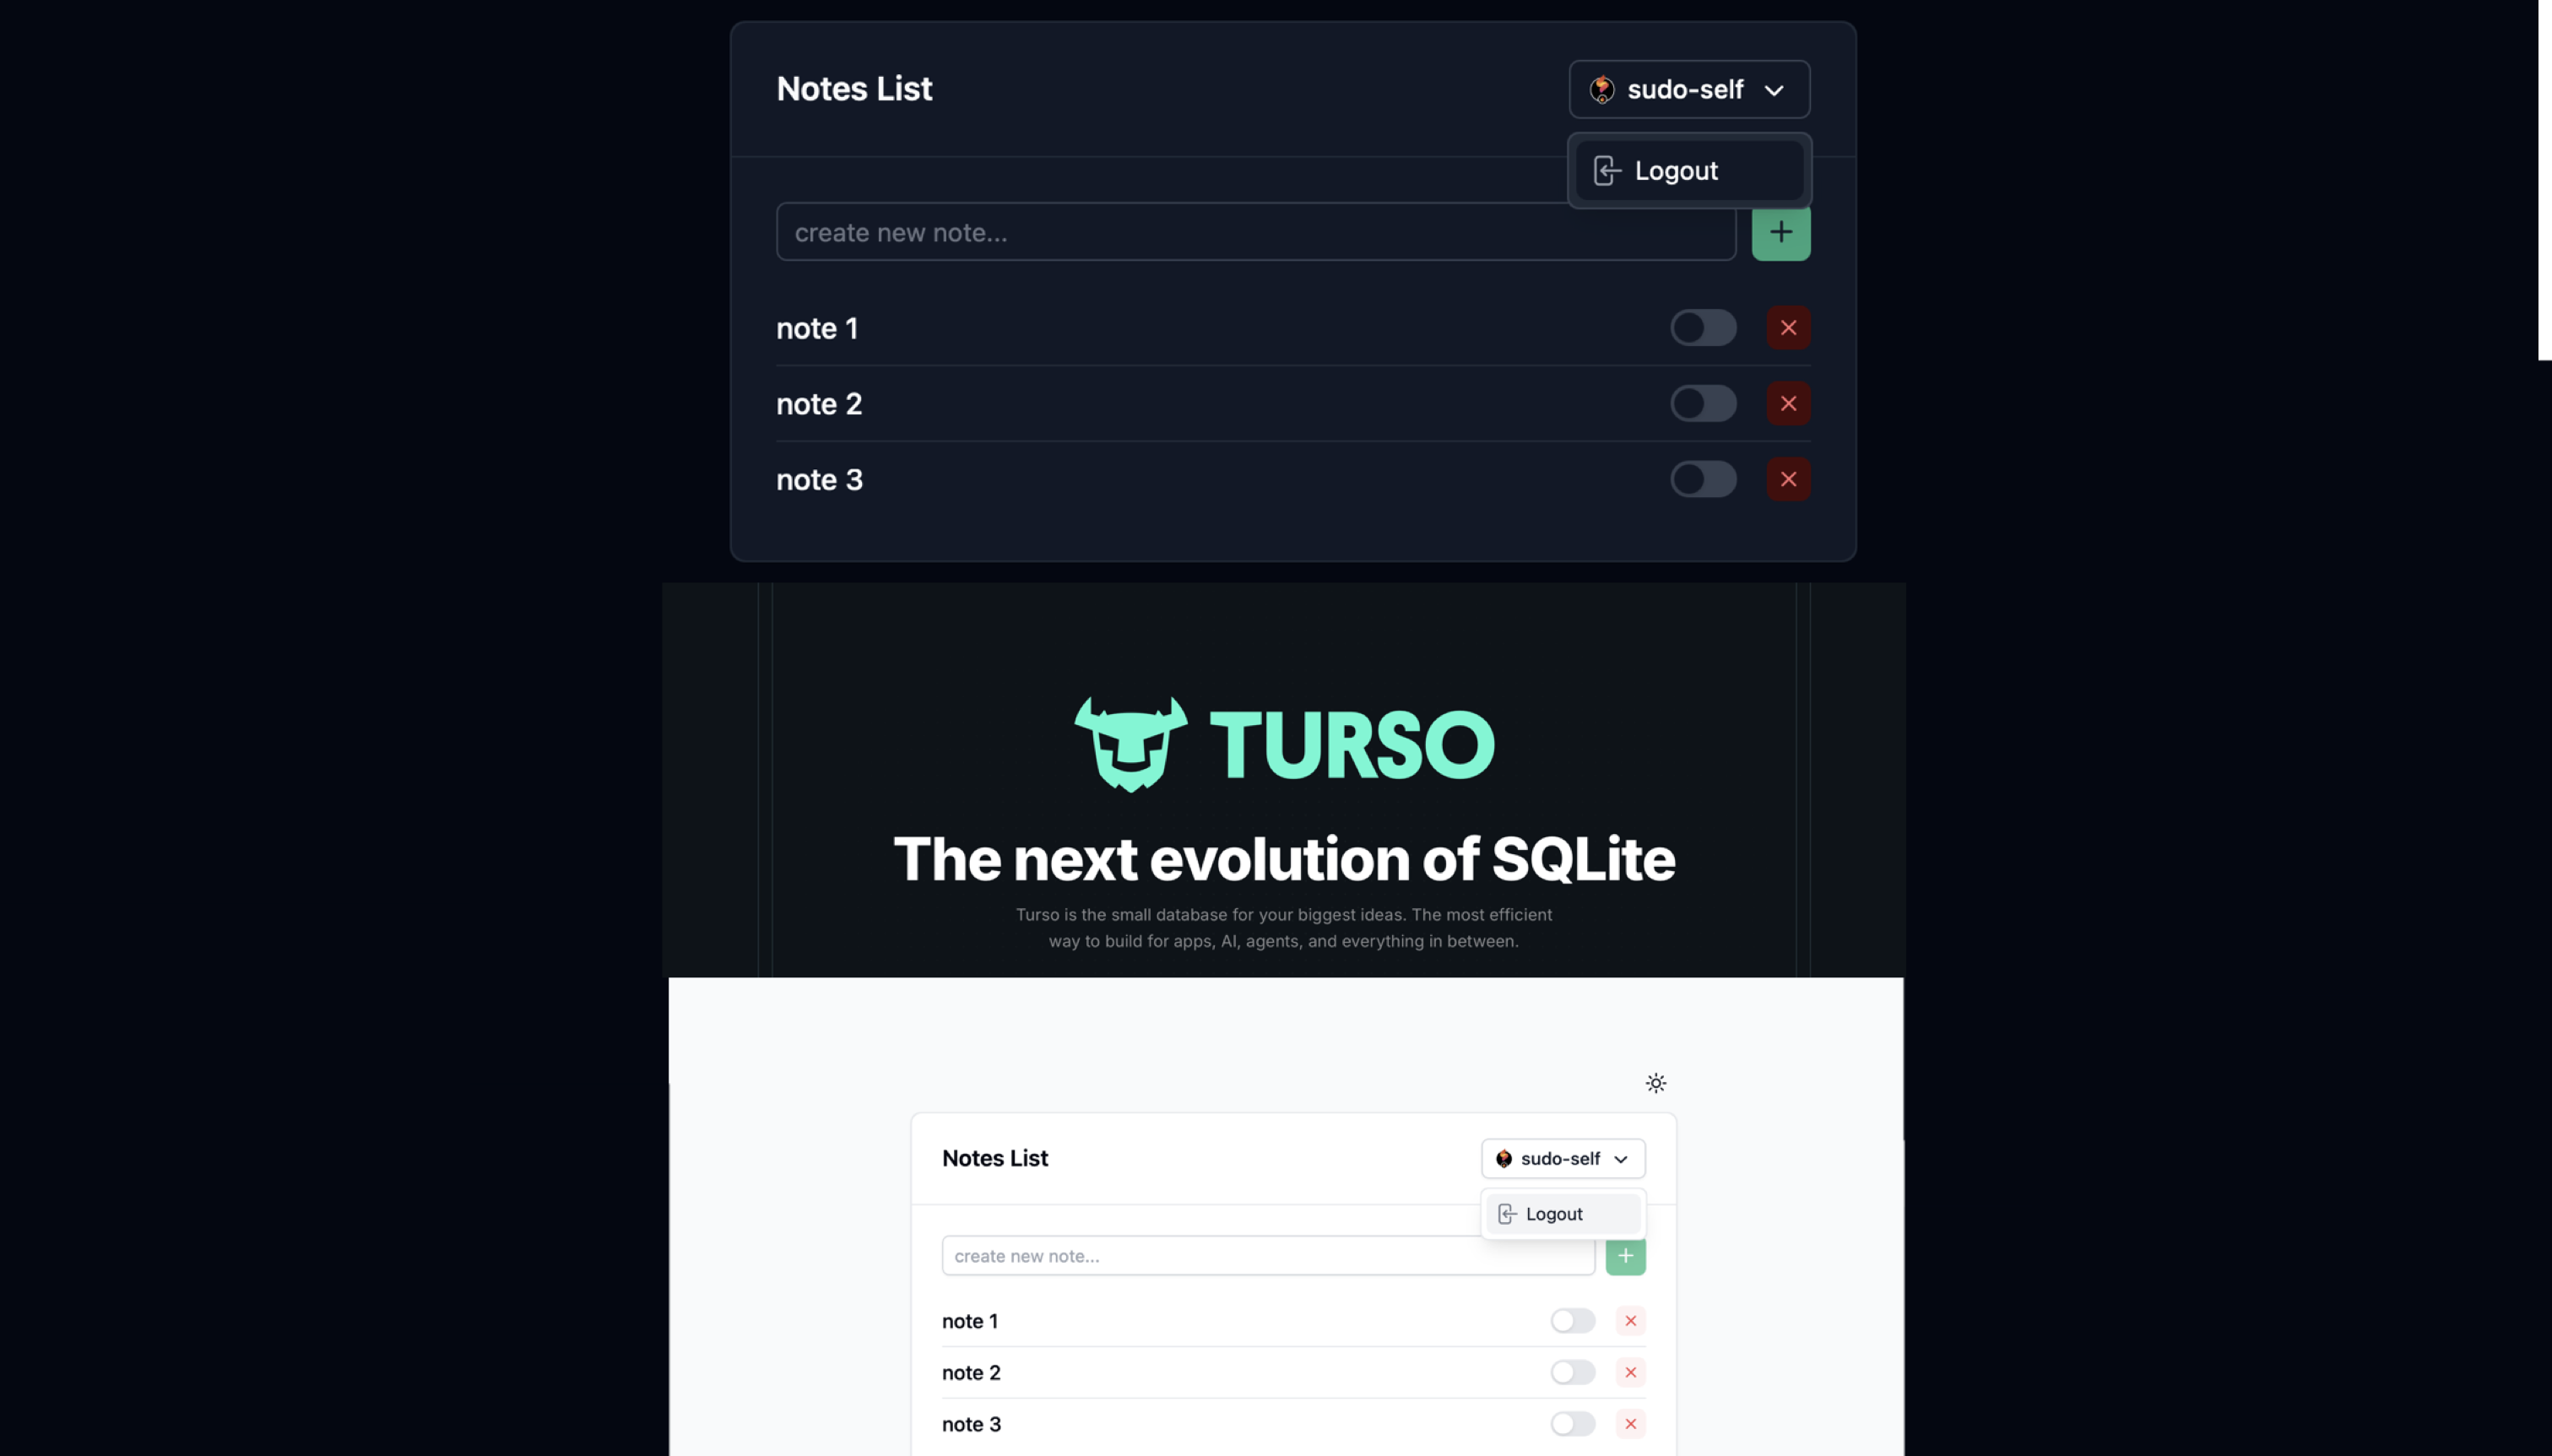 Notes List
sudo-self
Logout
create new note...
note 1
note 2
note 3
TURSO
The next evolution of SQLite
Turso is the small database for your biggest ideas. The most efficient
way to build for apps, AI, agents, and everything in between.
Notes List
sudo-self
Logout
create new note...
note 1
note 2
note 3